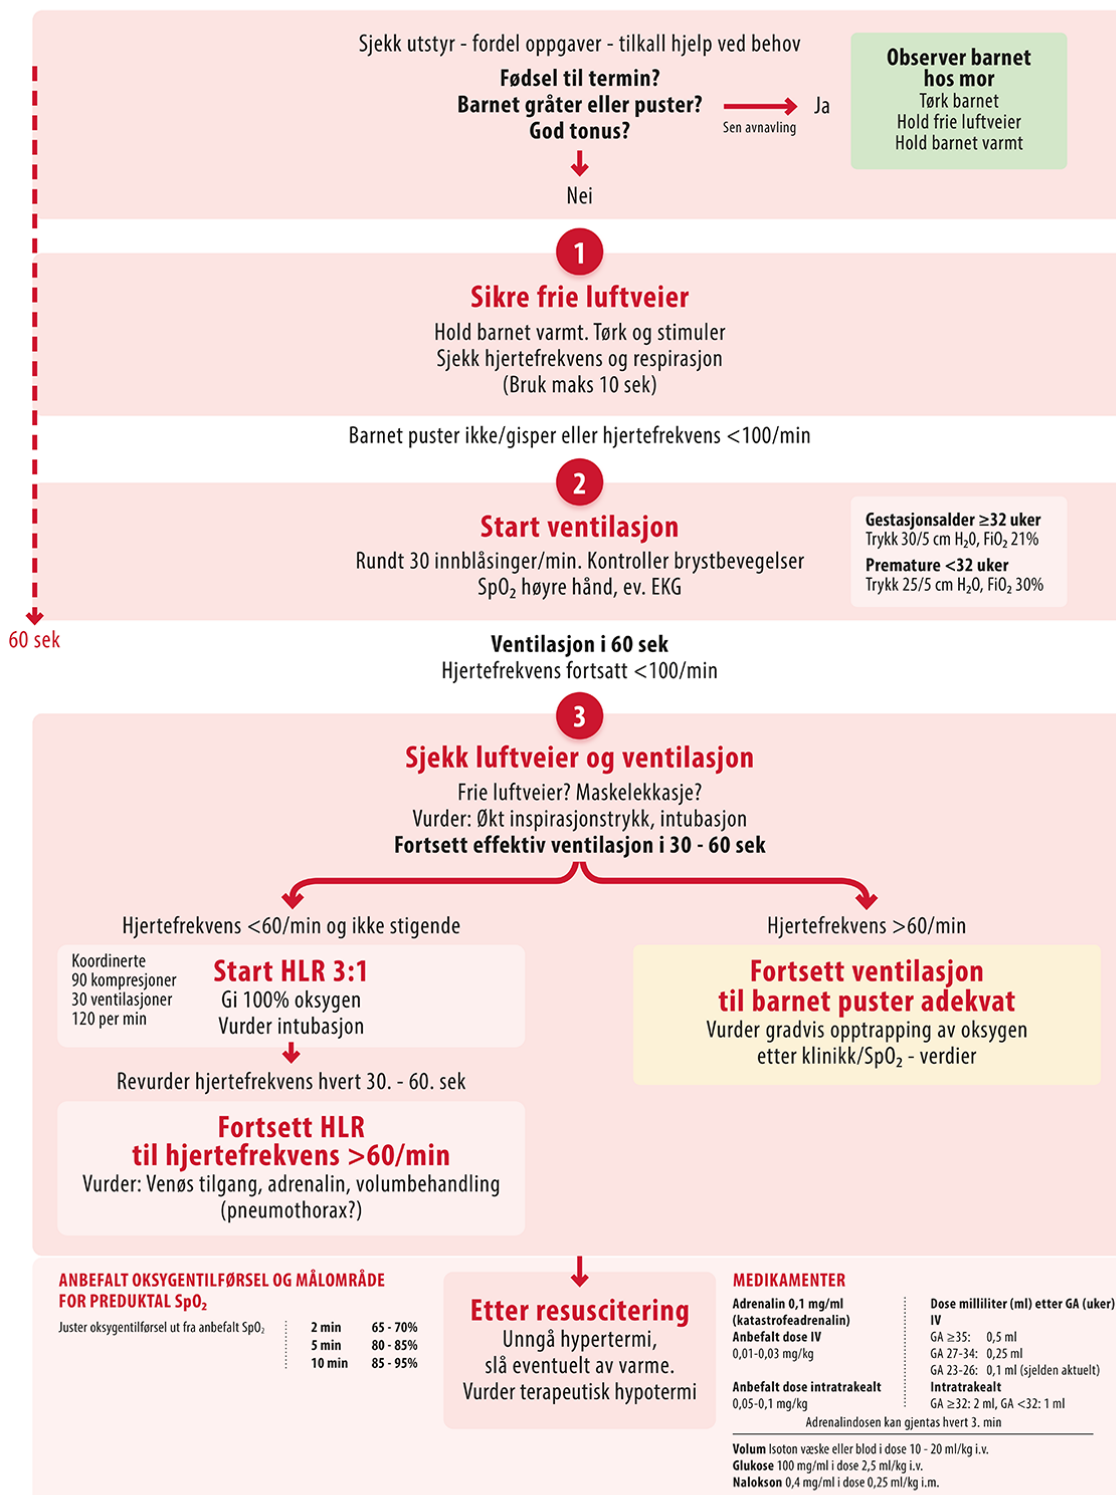 Sjekk utstyr - fordel oppgaver - tilkall hjelp ved behov
Fødsel til termin?
Barnet gråter eller puster?
God tonus?
Sen avnavling
Ja
Observer barnet
hos mor
Tørk barnet
Hold frie luftveier
Hold barnet varmt
Nei
1
Sikre frie luftveier
Hold barnet varmt. Tørk og stimuler
Sjekk hjertefrekvens og respirasjon
(Bruk maks 10 sek)
Barnet puster ikke/gisper eller hjertefrekvens <100/min
2
Start ventilasjon
Rundt 30 innblåsinger/min. Kontroller brystbevegelser
SpO₂ høyre hånd, ev. EKG
Gestasjonsalder ≥32 uker
Trykk 30/5 cm H₂O, FiO₂ 21%
Premature <32 uker
Trykk 25/5 cm H₂O, FiO₂ 30%
60 sek
Ventilasjon i 60 sek
Hjertefrekvens fortsatt <100/min
3
Sjekk luftveier og ventilasjon
Frie luftveier? Maskelekkasje?
Vurder: Økt inspirasjonstrykk, intubasjon
Fortsett effektiv ventilasjon i 30 - 60 sek
Hjertefrekvens <60/min og ikke stigende
Koordinerte
90 kompresjoner
30 ventilasjoner
120 per min
Start HLR 3:1
Gi 100% oksygen
Vurder intubasjon
Revurder hjertefrekvens hvert 30. - 60. sek
Fortsett HLR
til hjertefrekvens >60/min
Vurder: Venøs tilgang, adrenalin, volumbehandling
(pneumothorax?)
Hjertefrekvens >60/min
Fortsett ventilasjon
til barnet puster adekvat
Vurder gradvis opptrapping av oksygen
etter klinikk/SpO₂ - verdier
ANBEFALT OKSYGENTILFØRSEL OG MÅLOMRÅDE
FOR PREDUKTAL SpO₂
Juster oksygentilførsel ut fra anbefalt SpO₂
2 min 65 - 70%
5 min 80 - 85%
10 min 85 - 95%
Etter resuscitering
Unngå hypertermi,
slå eventuelt av varme.
Vurder terapeutisk hypotermi
MEDIKAMENTER
Adrenalin 0,1 mg/ml
(katastrofeadrenalin)
Anbefalt dose IV
0,01-0,03 mg/kg
Anbefalt dose intratrakealt
0,05-0,1 mg/kg
Dose milliliter (ml) etter GA (uker)
IV
GA ≥35: 0,5 ml
GA 27-34: 0,25 ml
GA 23-26: 0,1 ml (sjelden aktuelt)
Intratrakealt
GA ≥32: 2 ml, GA <32: 1 ml
Adrenalindosen kan gjentas hvert 3. min
Volum Isoton væske eller blod i dose 10 - 20 ml/kg i.v.
Glukose 100 mg/ml i dose 2,5 ml/kg i.v.
Nalokson 0,4 mg/ml i dose 0,25 ml/kg i.m.